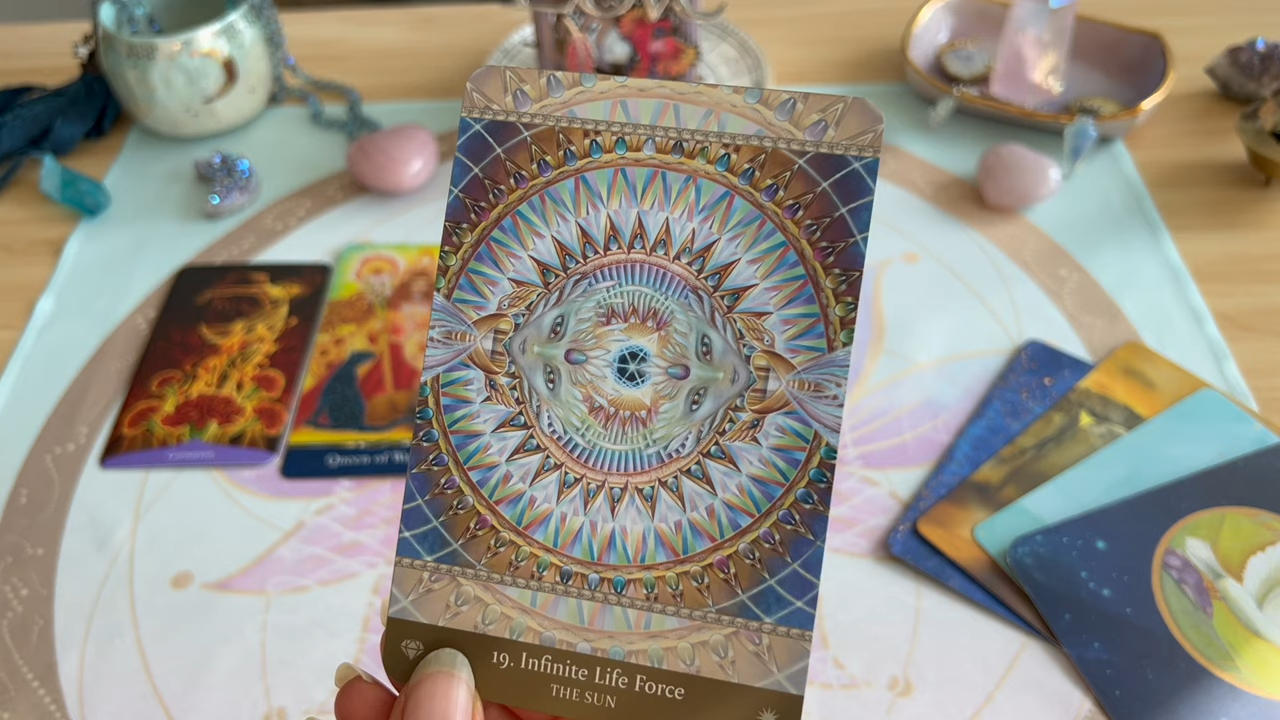 19. Infinite Life Force
THE SUN
Queen of